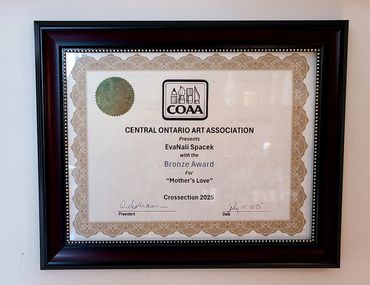 COAA
CENTRAL ONTARIO ART ASSOCIATION
Presents
EvaNali Spacek
with the
Bronze Award
For
“Mother's Love”
Crossection 2025
President
Date